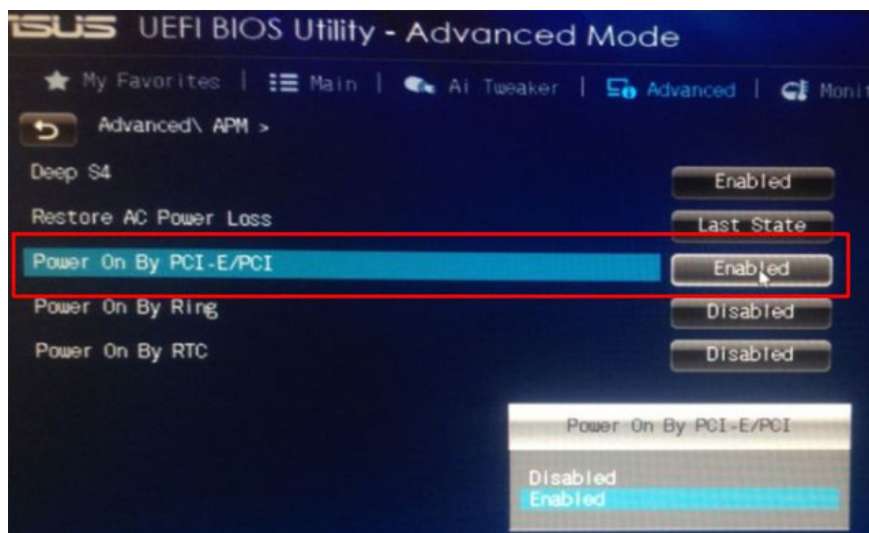 ISUS UEFI BIOS Utility - Advanced Mode
My Favorites | Main | Ai Tweaker | Advanced | Monit
Advanced\ APM >
Deep S4 Enabled
Restore AC Power Loss Last State
Power On By PCI-E/PCI Enabled
Power On By Ring Disabled
Power On By RTC Disabled
Power On By PCI-E/PCI
Disabled
Enabled